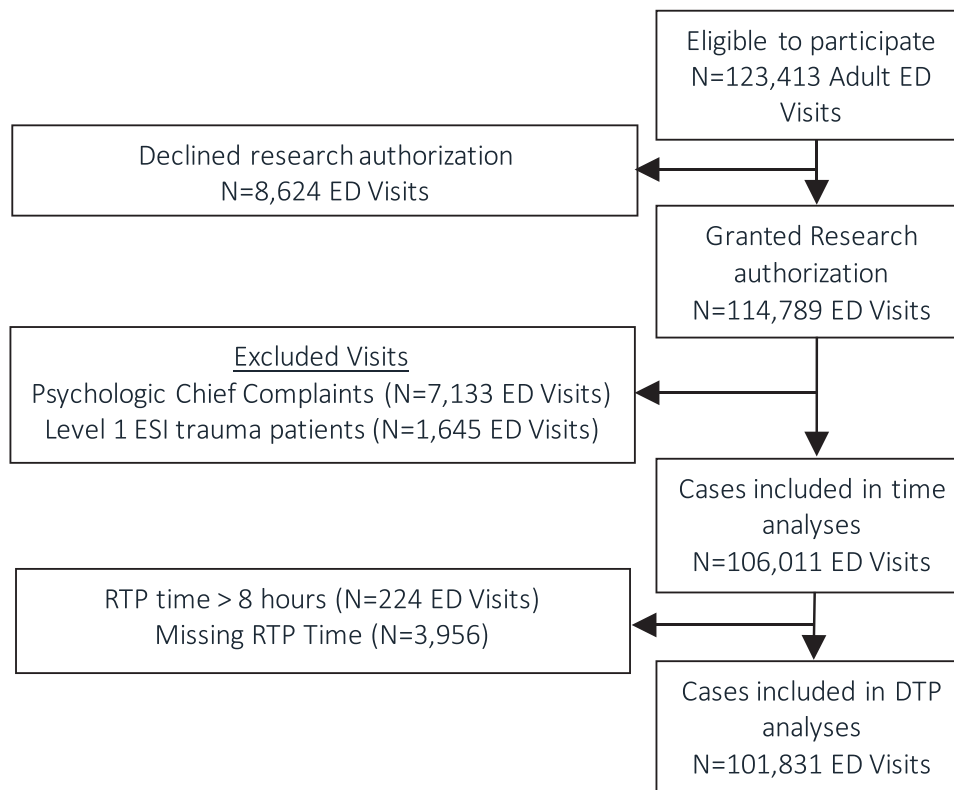 Eligible to participate
N=123,413 Adult ED
Visits
Declined research authorization
N=8,624 ED Visits
Granted Research
authorization
N=114,789 ED Visits
Excluded Visits
Psychologic Chief Complaints (N=7,133 ED Visits)
Level 1 ESI trauma patients (N=1,645 ED Visits)
Cases included in time
analyses
N=106,011 ED Visits
RTP time > 8 hours (N=224 ED Visits)
Missing RTP Time (N=3,956)
Cases included in DTP
analyses
N=101,831 ED Visits